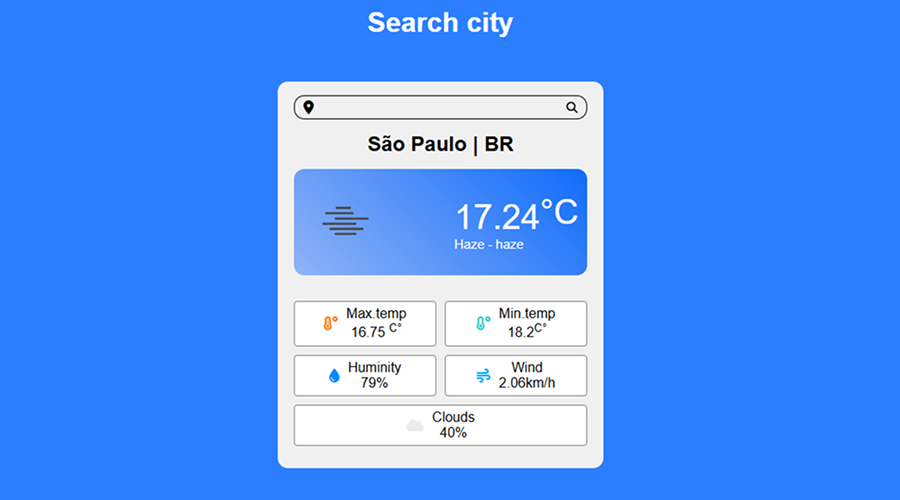 Search city
São Paulo | BR
17.24°C
Haze - haze
Max.temp
16.75 C°
Min.temp
18.2C°
Huminity
79%
Wind
2.06km/h
Clouds
40%